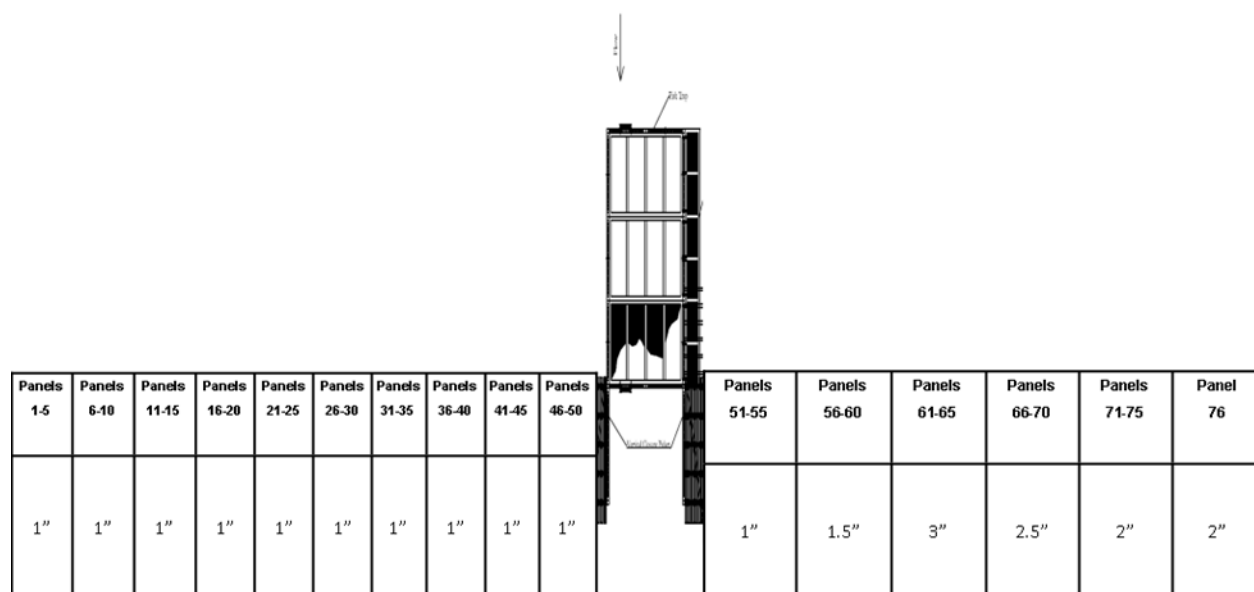 Fish Trap
Panels
1-5
Panels
6-10
Panels
11-15
Panels
16-20
Panels
21-25
Panels
26-30
Panels
31-35
Panels
36-40
Panels
41-45
Panels
46-50
Panels
51-55
Panels
56-60
Panels
61-65
Panels
66-70
Panels
71-75
Panel
76
1”
1”
1”
1”
1”
1”
1”
1”
1”
1”
1”
1.5”
3”
2.5”
2”
2”